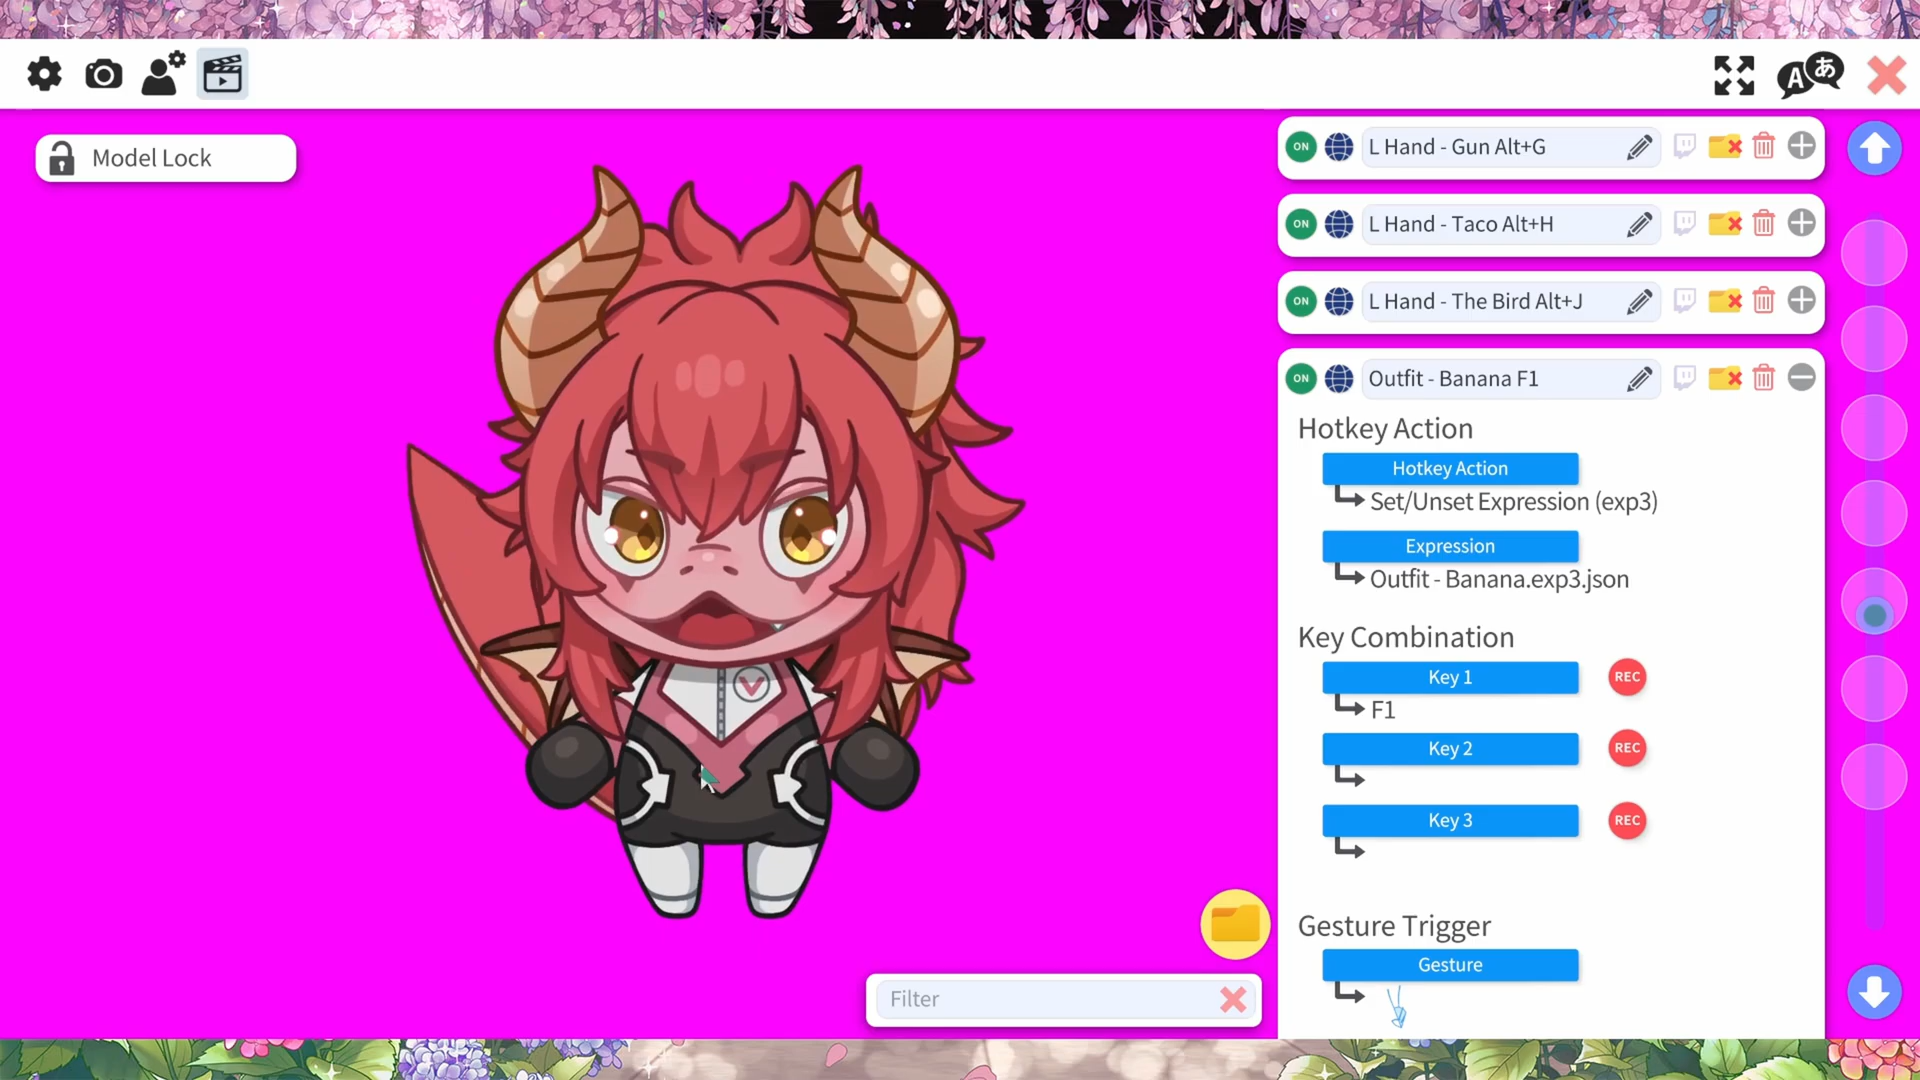 A あ
Model Lock
ON L Hand - Gun Alt+G
ON L Hand - Taco Alt+H
ON L Hand - The Bird Alt+J
ON Outfit - Banana F1
Hotkey Action
Hotkey Action
Set/Unset Expression (exp3)
Expression
Outfit - Banana.exp3.json
Key Combination
Key 1 REC
F1
Key 2 REC
Key 3 REC
Gesture Trigger
Gesture
Filter